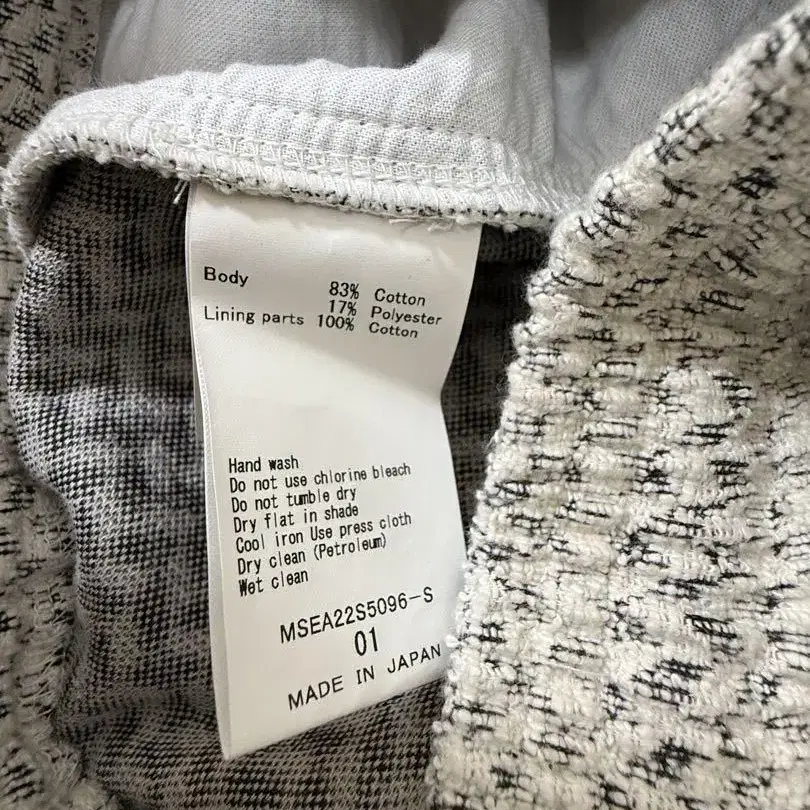 Body
83% Cotton
17% Polyester
Lining parts 100% Cotton
Hand wash
Do not use chlorine bleach
Do not tumble dry
Dry flat in shade
Cool iron Use press cloth
Dry clean (Petroleum)
Wet clean
MSEA22S5096-S
01
MADE IN JAPAN